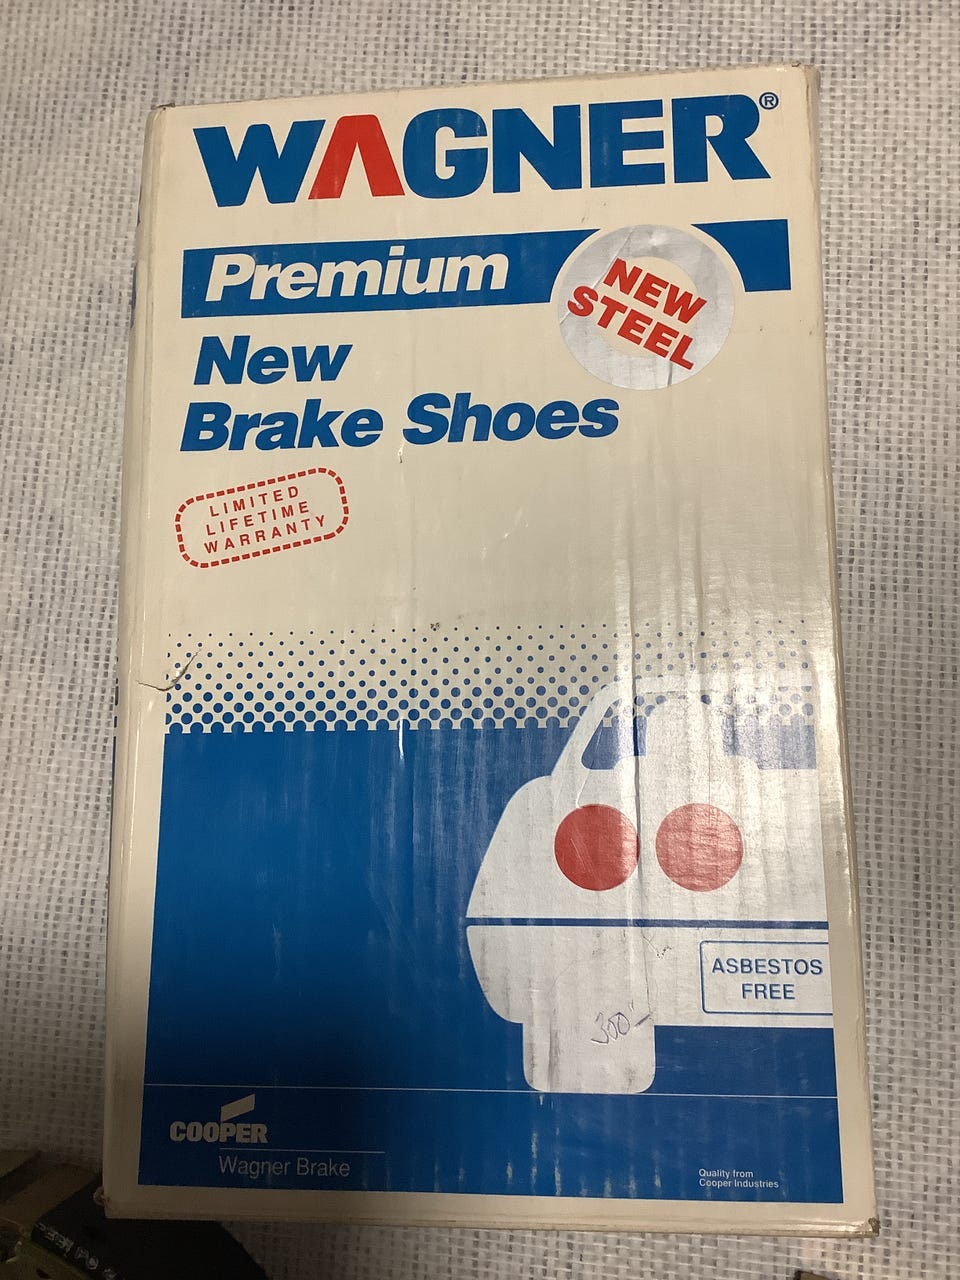 WAGNER®
Premium
NEW
STEEL
New
Brake Shoes
LIMITED
LIFETIME
WARRANTY
ASBESTOS
FREE
300
COOPER
Wagner Brake
Quality from
Cooper Industries